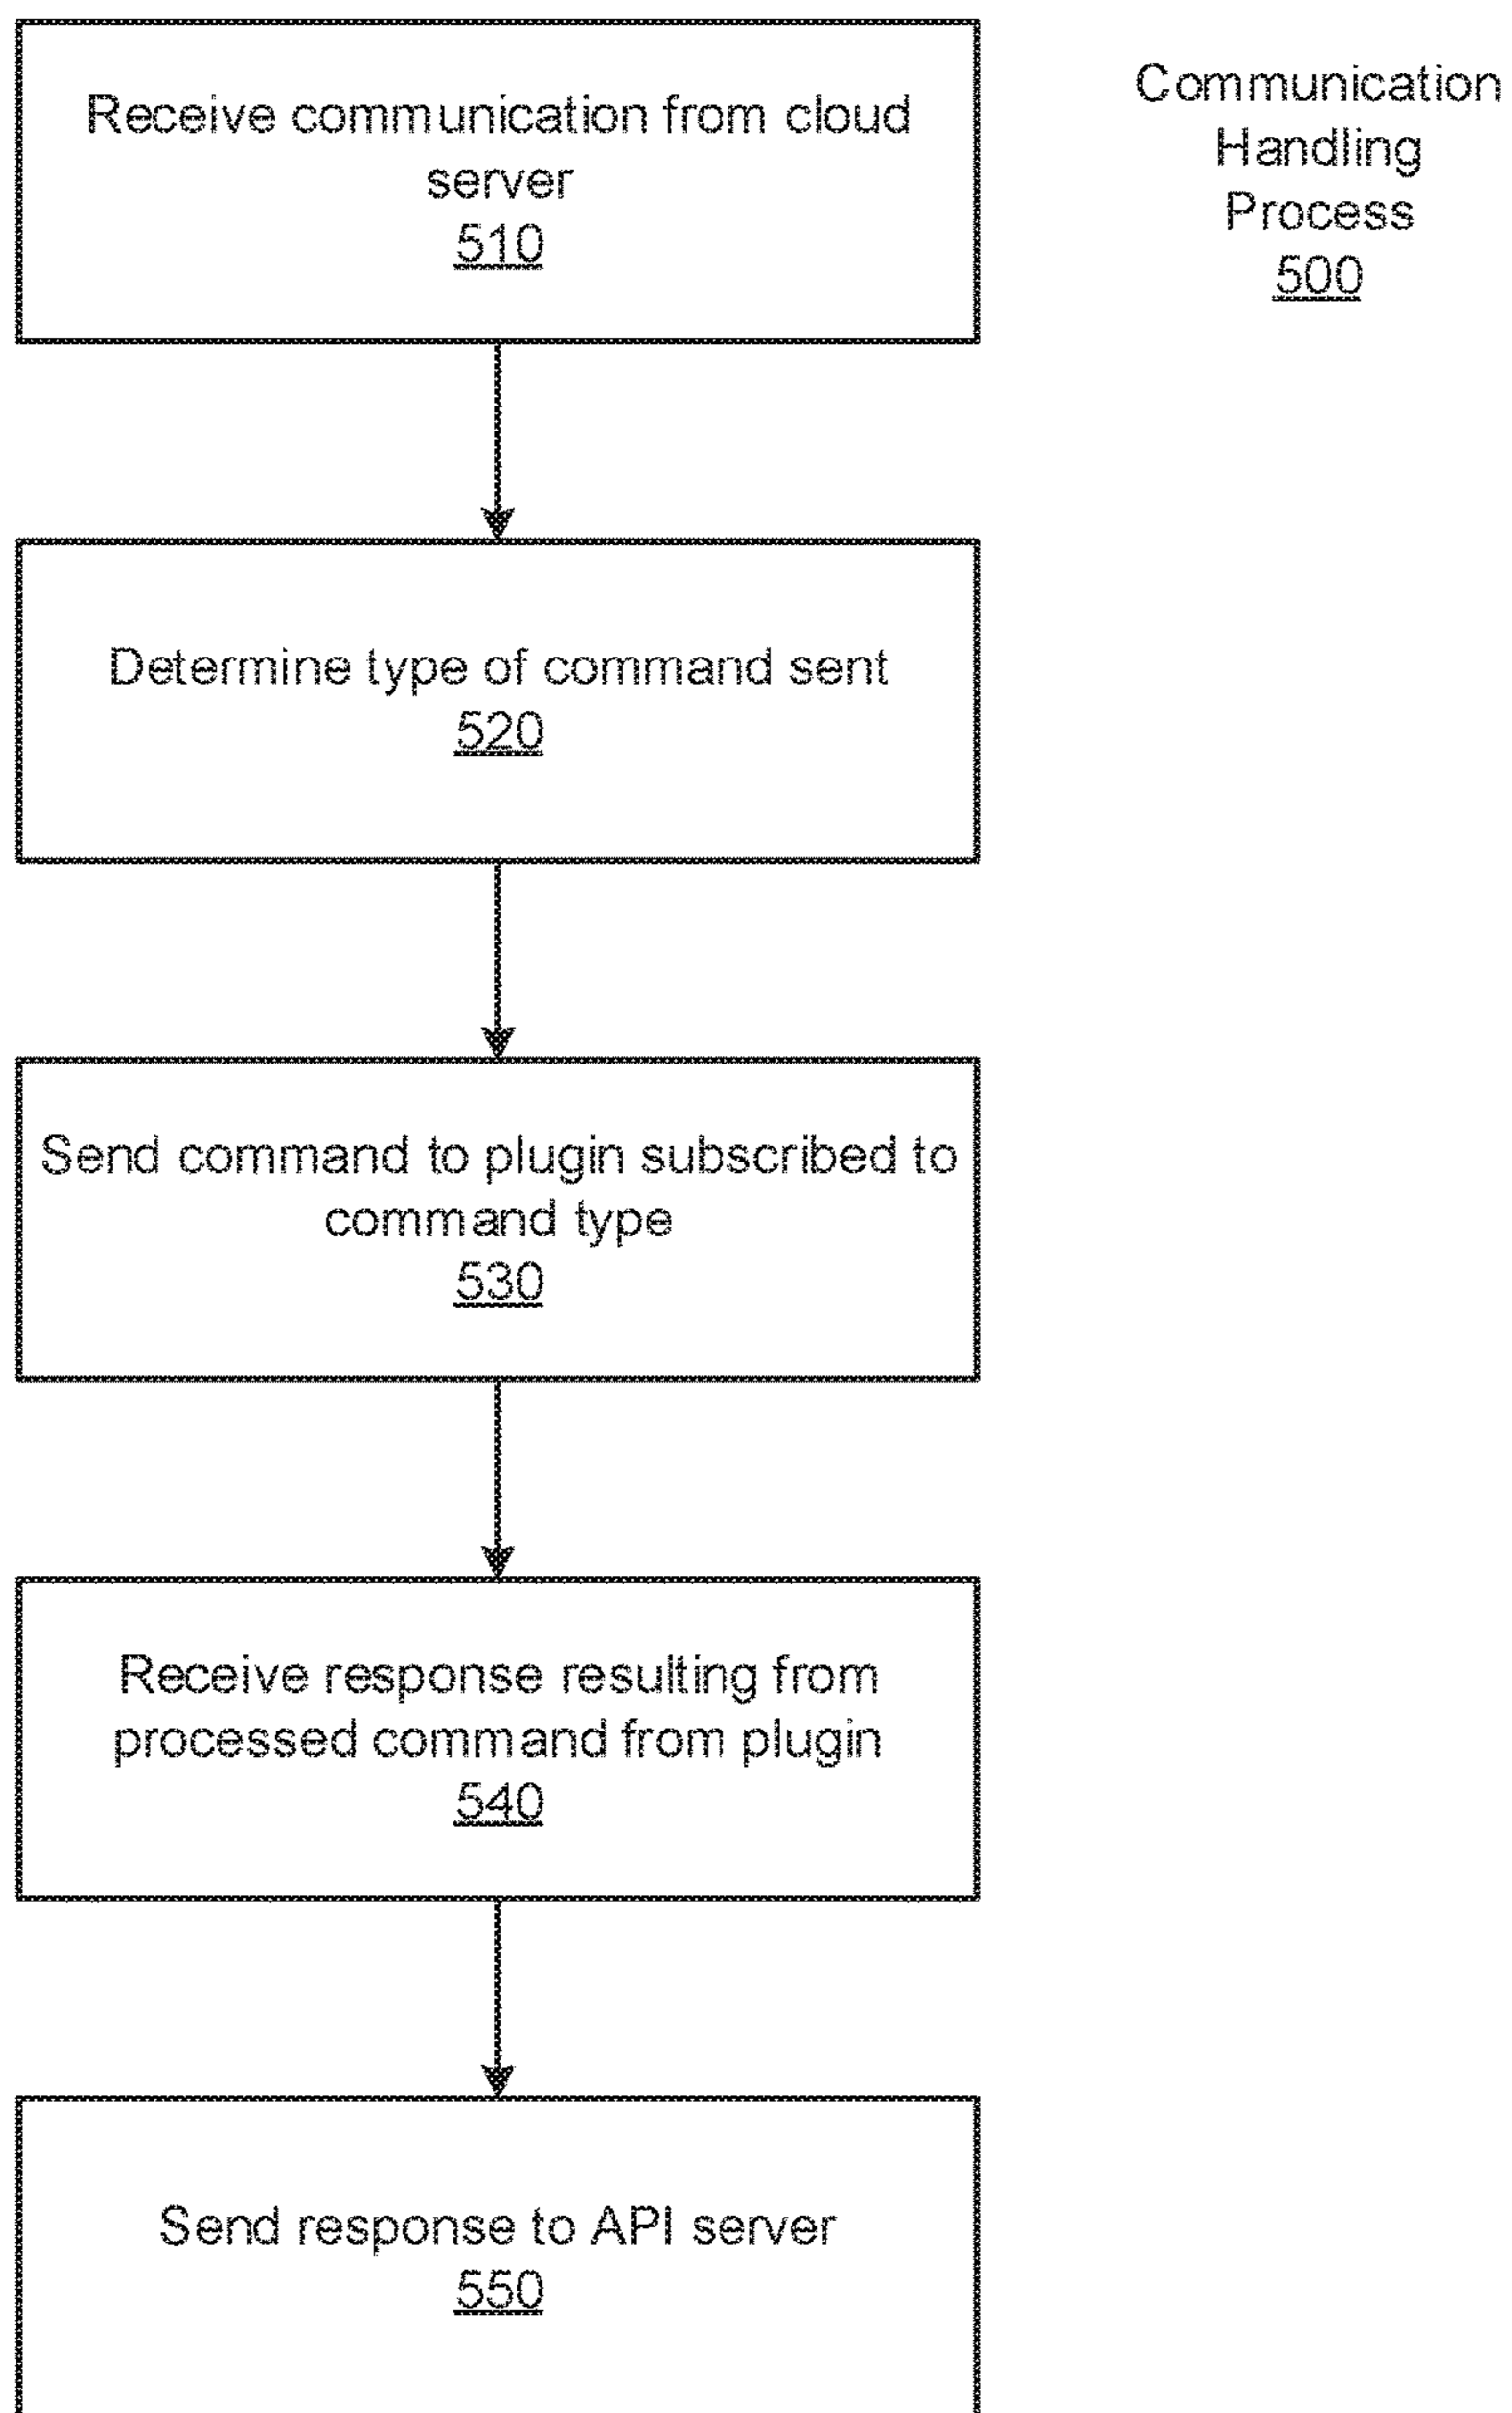 Receive communication from cloud
server
510
Communication
Handling
Process
500
Determine type of command sent
520
Send command to plugin subscribed to
command type
530
Receive response resulting from
processed command from plugin
540
Send response to API server
550